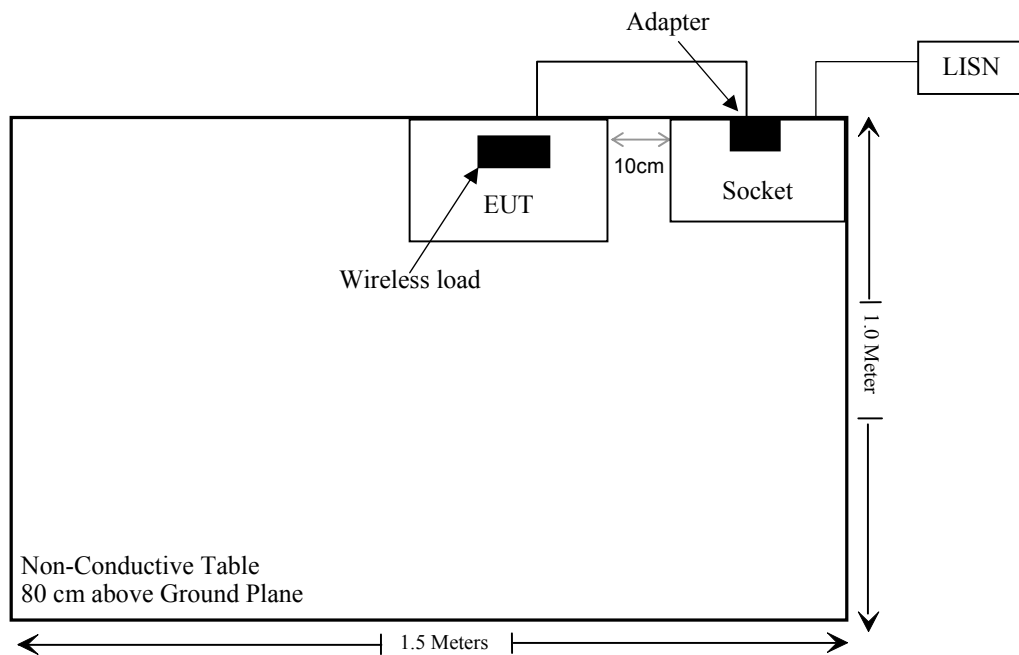 Adapter
LISN
10cm
Socket
EUT
Wireless load
1.0 Meter
Non-Conductive Table
80 cm above Ground Plane
1.5 Meters